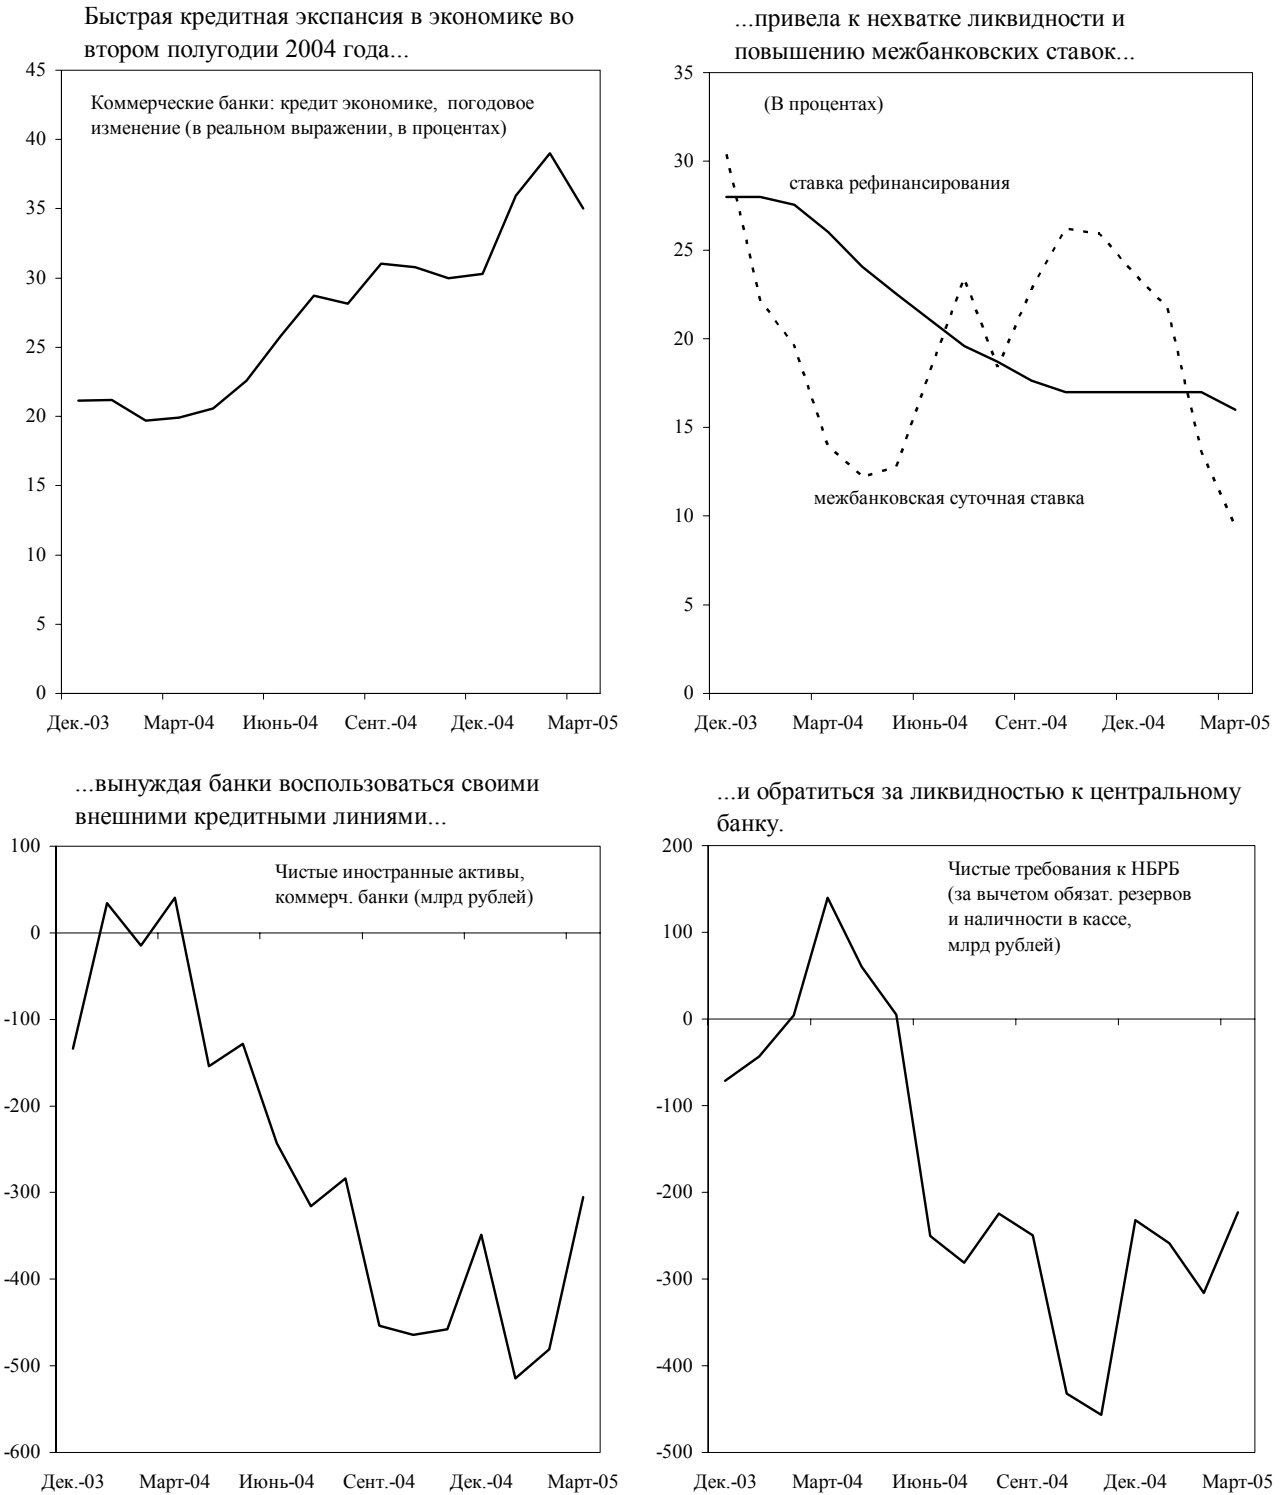 Быстрая кредитная экспансия в экономике во
втором полугодии 2004 года...
45
40
35
30
25
20
15
10
5
0
Коммерческие банки: кредит экономике, погодовое
изменение (в реальном выражении, в процентах)
Дек.-03 Март-04 Июнь-04 Сент.-04 Дек.-04 Март-05
...привела к нехватке ликвидности и
повышению межбанковских ставок...
35
30
25
20
15
10
5
0
(В процентах)
ставка рефинансирования
межбанковская суточная ставка
Дек.-03 Март-04 Июнь-04 Сент.-04 Дек.-04 Март-05
...вынуждая банки воспользоваться своими
внешними кредитными линиями...
100
0
-100
-200
-300
-400
-500
-600
Чистые иностранные активы,
коммерч. банки (млрд рублей)
Дек.-03 Март-04 Июнь-04 Сент.-04 Дек.-04 Март-05
...и обратиться за ликвидностью к центральному
банку.
200
100
0
-100
-200
-300
-400
-500
Чистые требования к НБРБ
(за вычетом обязат. резервов
и наличности в кассе,
млрд рублей)
Дек.-03 Март-04 Июнь-04 Сент.-04 Дек.-04 Март-05